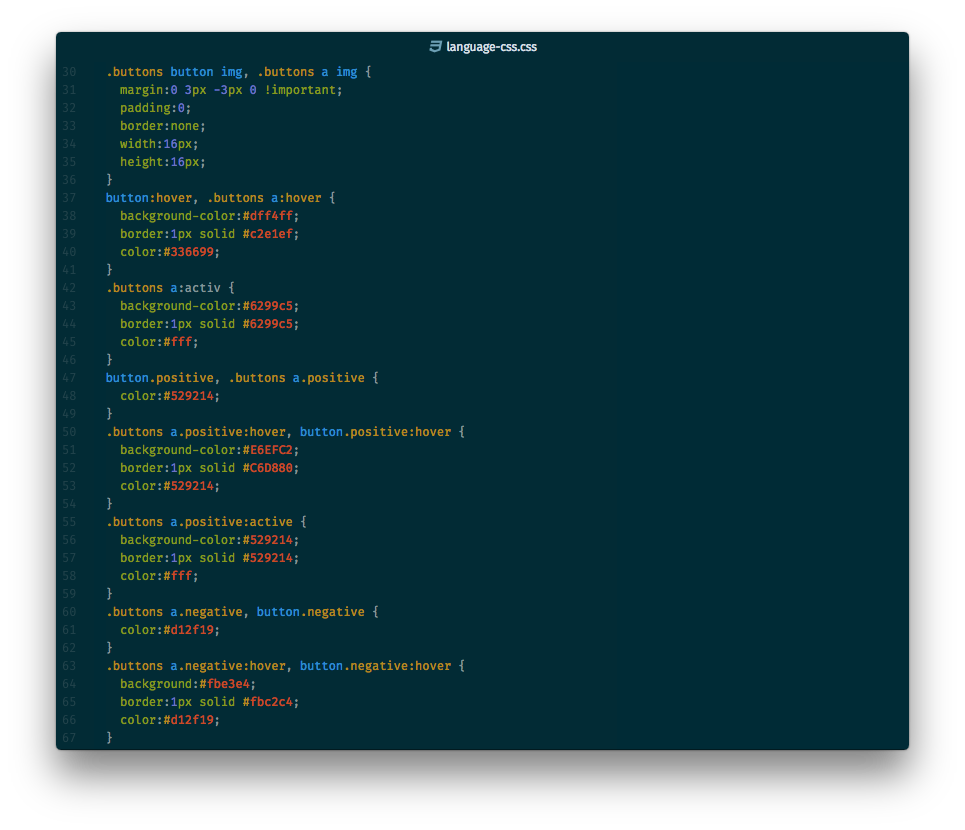 language-css.css
30 .buttons button img, .buttons a img {
31 margin:0 3px -3px 0 !important;
32 padding:0;
33 border:none;
34 width:16px;
35 height:16px;
36 }
37 button:hover, .buttons a:hover {
38 background-color:#dff4ff;
39 border:1px solid #c2e1ef;
40 color:#336699;
41 }
42 .buttons a:activ {
43 background-color:#6299c5;
44 border:1px solid #6299c5;
45 color:#fff;
46 }
47 button.positive, .buttons a.positive {
48 color:#529214;
49 }
50 .buttons a.positive:hover, button.positive:hover {
51 background-color:#E6EFC2;
52 border:1px solid #C6D880;
53 color:#529214;
54 }
55 .buttons a.positive:active {
56 background-color:#529214;
57 border:1px solid #529214;
58 color:#fff;
59 }
60 .buttons a.negative, button.negative {
61 color:#d12f19;
62 }
63 .buttons a.negative:hover, button.negative:hover {
64 background:#fbe3e4;
65 border:1px solid #fbc2c4;
66 color:#d12f19;
67 }